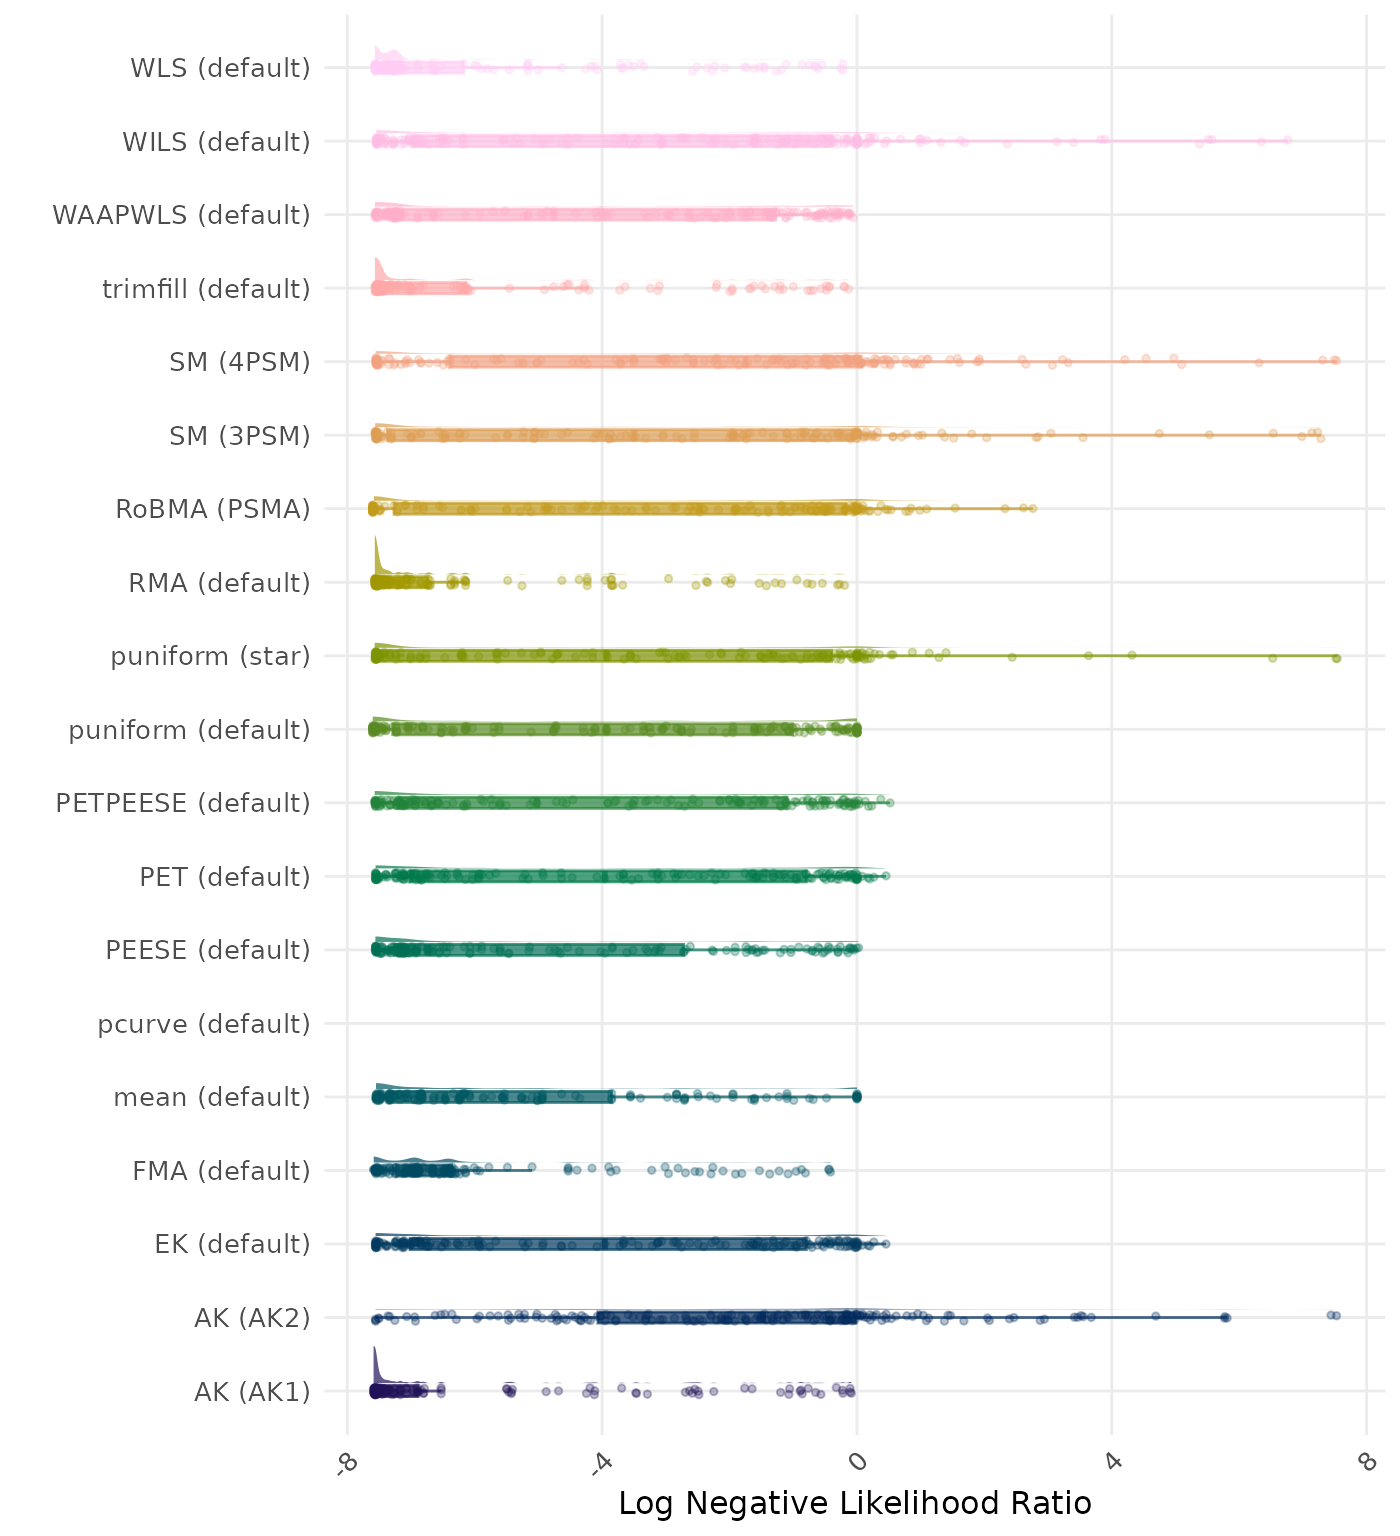 WLS (default)
WILS (default)
WAAPWLS (default)
trimfill (default)
SM (4PSM)
SM (3PSM)
RoBMA (PSMA)
RMA (default)
puniform (star)
puniform (default)
PETPEESE (default)
PET (default)
PEESE (default)
pcurve (default)
mean (default)
FMA (default)
EK (default)
AK (AK2)
AK (AK1)
-8 -4 0 4 8
Log Negative Likelihood Ratio